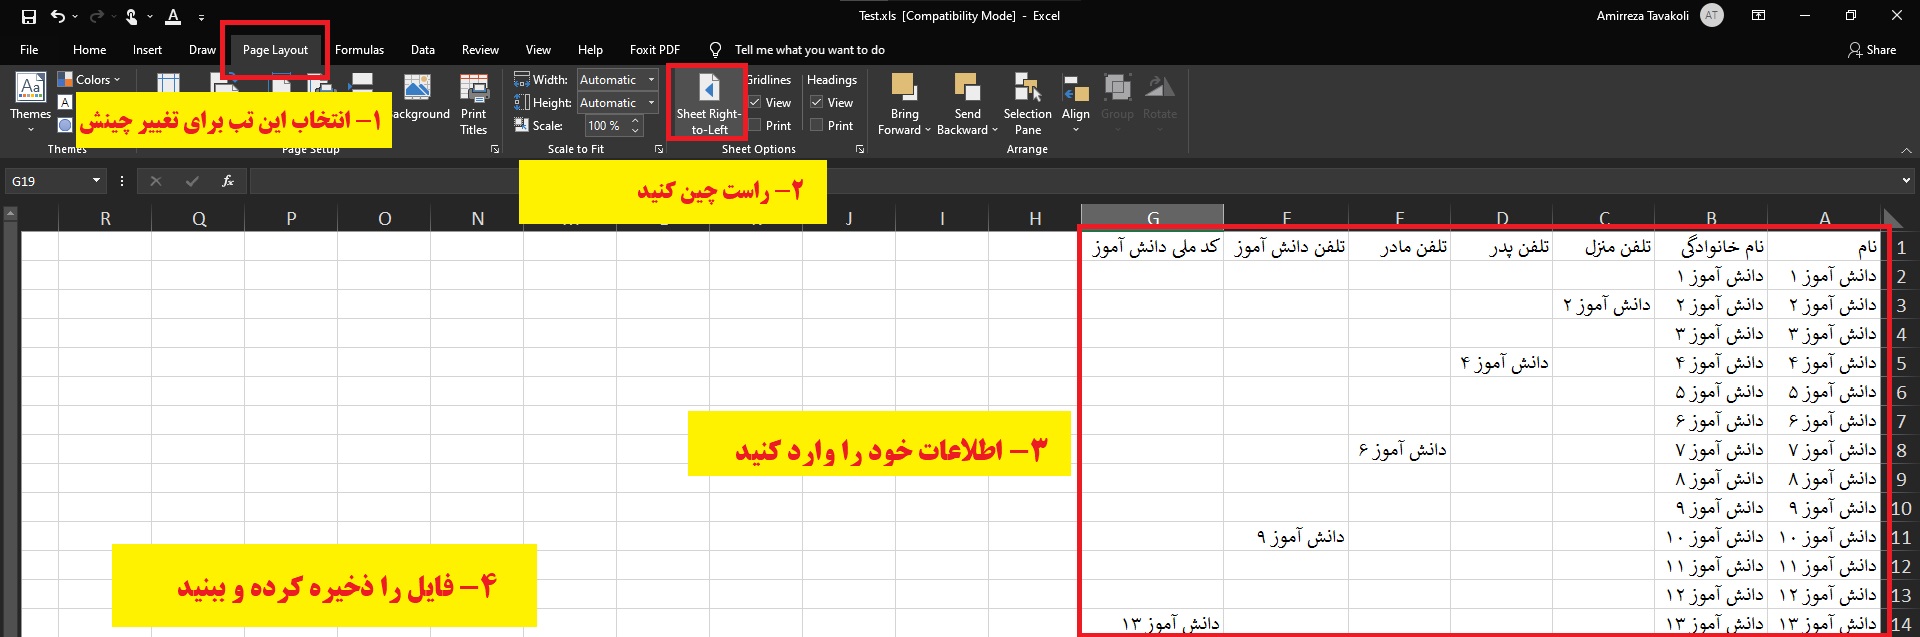 Test.xls [Compatibility Mode] - Excel
Amirreza Tavakoli AT
File Home Insert Draw Page Layout Formulas Data Review View Help Foxit PDF Tell me what you want to do Share
Themes
Colors
Print Titles
Width: Automatic
Height: Automatic
Scale: 100 %
Sheet Right-to-Left
Gridlines
View
Print
Headings
View
Print
Bring Forward
Send Backward
Selection Pane
Align
Group
Rotate
Themes Page Setup Scale to Fit Sheet Options Arrange
۱- انتخاب این تب برای تغییر چینش
۲- راست چین کنید
G19 fx
R Q P O N J I H G F E D C B A
1 نام نام خانوادگی تلفن منزل تلفن پدر تلفن مادر تلفن دانش آموز کد ملی دانش آموز
2 دانش آموز ۱ دانش آموز ۱
3 دانش آموز ۲ دانش آموز ۲ دانش آموز ۲
4 دانش آموز ۳ دانش آموز ۳
5 دانش آموز ۴ دانش آموز ۴ دانش آموز ۴
6 دانش آموز ۵ دانش آموز ۵
7 دانش آموز ۶ دانش آموز ۶
8 دانش آموز ۷ دانش آموز ۷ دانش آموز ۶
9 دانش آموز ۸ دانش آموز ۸
10 دانش آموز ۹ دانش آموز ۹
11 دانش آموز ۱۰ دانش آموز ۱۰ دانش آموز ۹
12 دانش آموز ۱۱ دانش آموز ۱۱
13 دانش آموز ۱۲ دانش آموز ۱۲
14 دانش آموز ۱۳ دانش آموز ۱۳ دانش آموز ۱۳
۳- اطلاعات خود را وارد کنید
۴- فایل را ذخیره کرده و ببنید